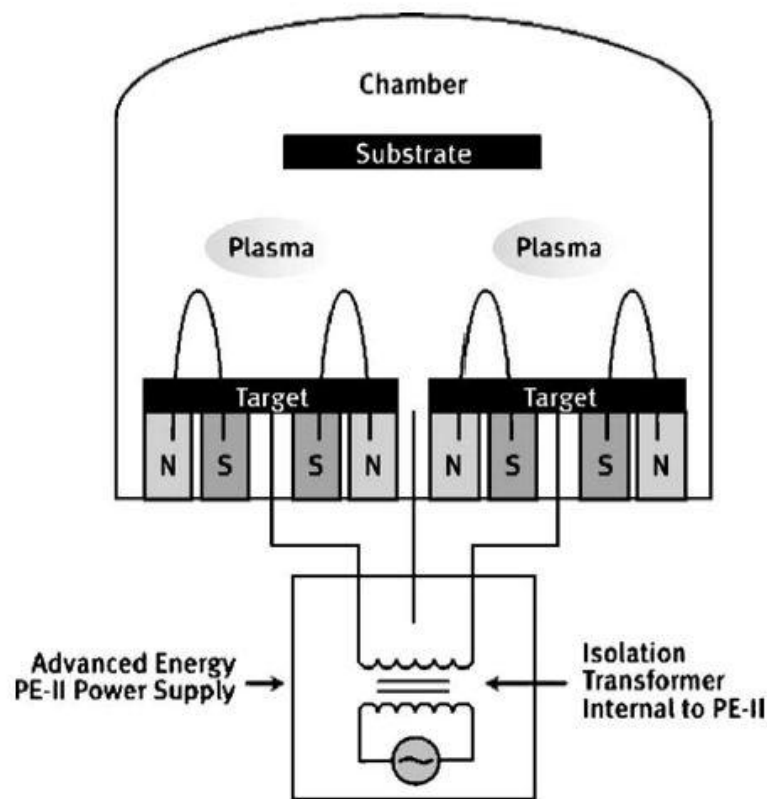 Chamber
Substrate
Plasma Plasma
Target Target
N S S N N S S N
Advanced Energy
PE-II Power Supply
Isolation
Transformer
Internal to PE-II